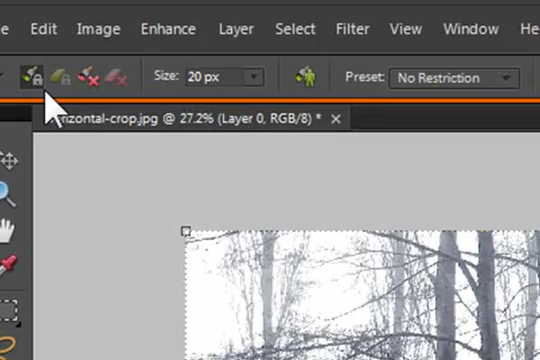 e Edit Image Enhance Layer Select Filter View Window He
Size: 20 px Preset: No Restriction
rizontal-crop.jpg @ 27.2% (Layer 0, RGB/8) * ×